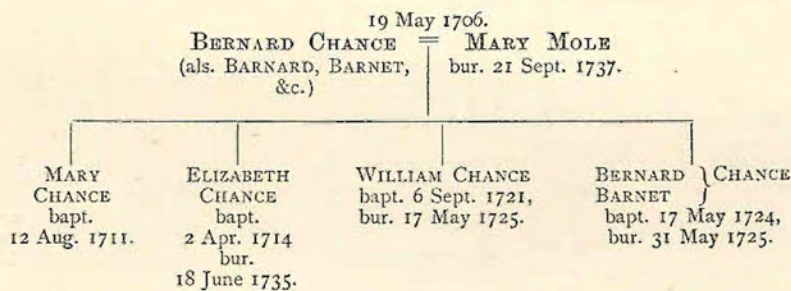 19 May 1706.
BERNARD CHANCE = MARY MOLE
(als. BARNARD, BARNET, &c.)
bur. 21 Sept. 1737.
MARY
CHANCE
bapt.
12 Aug. 1711.
ELIZABETH
CHANCE
bapt.
2 Apr. 1714
bur.
18 June 1735.
WILLIAM CHANCE
bapt. 6 Sept. 1721,
bur. 17 May 1725.
BERNARD } CHANCE
BARNET
bapt. 17 May 1724,
bur. 31 May 1725.